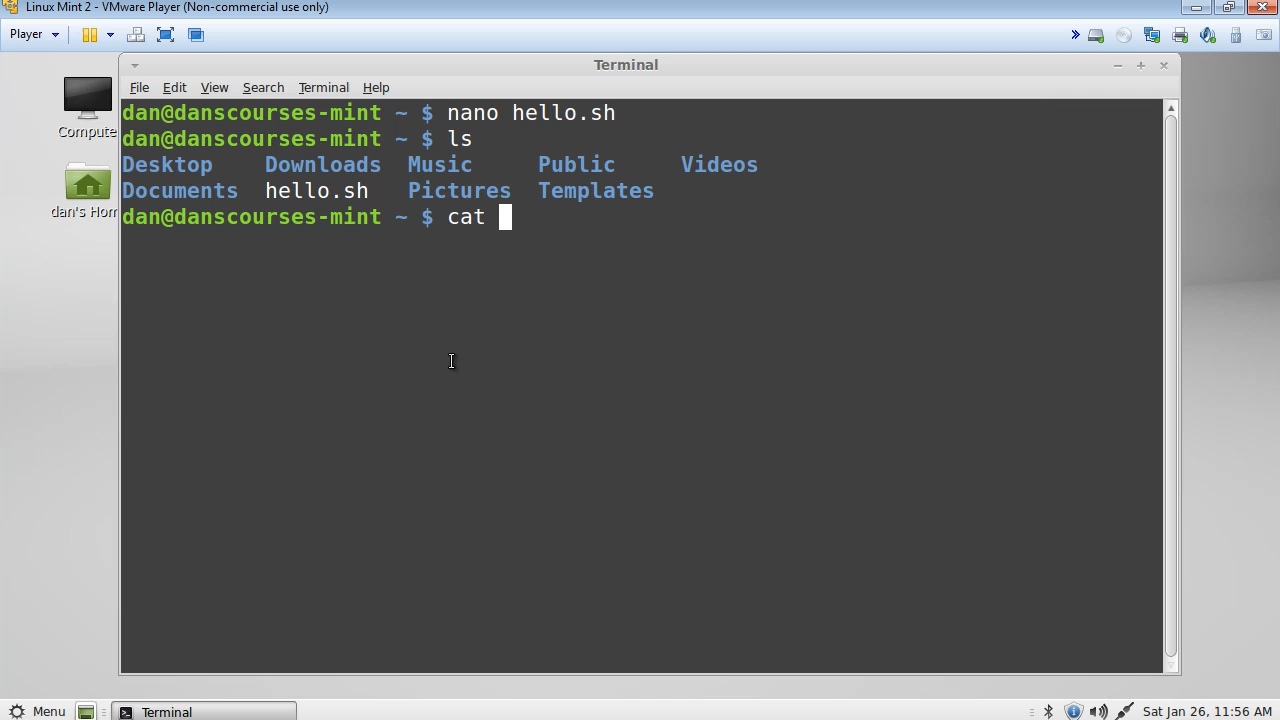 Linux Mint 2 - VMware Player (Non-commercial use only)
Player
Terminal
File Edit View Search Terminal Help
dan@danscourses-mint ~ $ nano hello.sh
dan@danscourses-mint ~ $ ls
Desktop Downloads Music Public Videos
Documents hello.sh Pictures Templates
dan@danscourses-mint ~ $ cat
Compute
dan's Hom
Menu Terminal Sat Jan 26, 11:56 AM